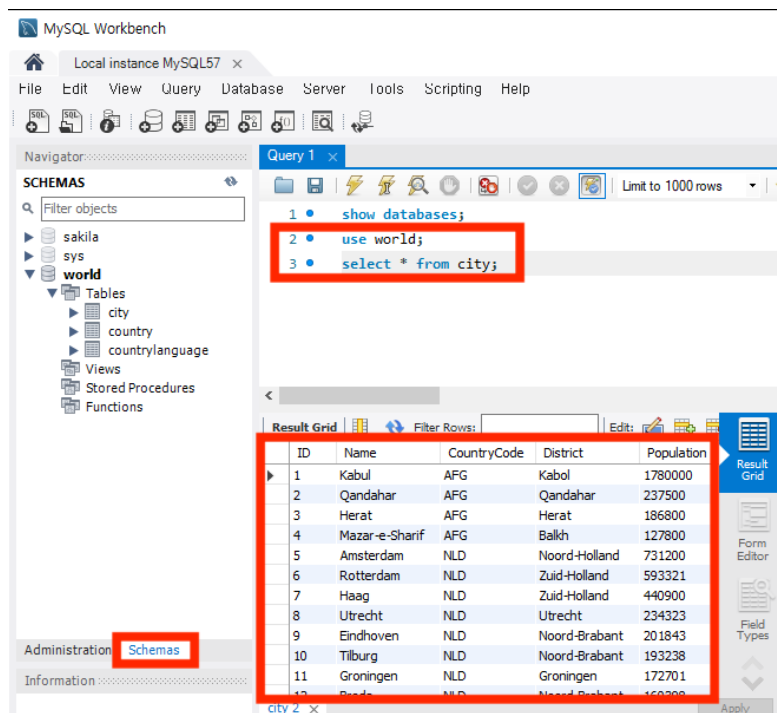 MySQL Workbench
Local instance MySQL57 ×
File Edit View Query Database Server Tools Scripting Help
Navigator
Query 1 ×
SCHEMAS
Limit to 1000 rows
Filter objects
1 show databases;
sakila
2 use world;
sys
3 select * from city;
world
Tables
city
country
countrylanguage
Views
Stored Procedures
Functions
Result Grid Filter Rows: Edit:
ID Name CountryCode District Population
Result
Grid
1 Kabul AFG Kabol 1780000
2 Qandahar AFG Qandahar 237500
3 Herat AFG Herat 186800
4 Mazar-e-Sharif AFG Balkh 127800
Form
Editor
5 Amsterdam NLD Noord-Holland 731200
6 Rotterdam NLD Zuid-Holland 593321
7 Haag NLD Zuid-Holland 440900
8 Utrecht NLD Utrecht 234323
Field
Types
9 Eindhoven NLD Noord-Brabant 201843
10 Tilburg NLD Noord-Brabant 193238
11 Groningen NLD Groningen 172701
12 Breda NLD Noord-Brabant
Administration Schemas
Information
city 2 ×
Apply